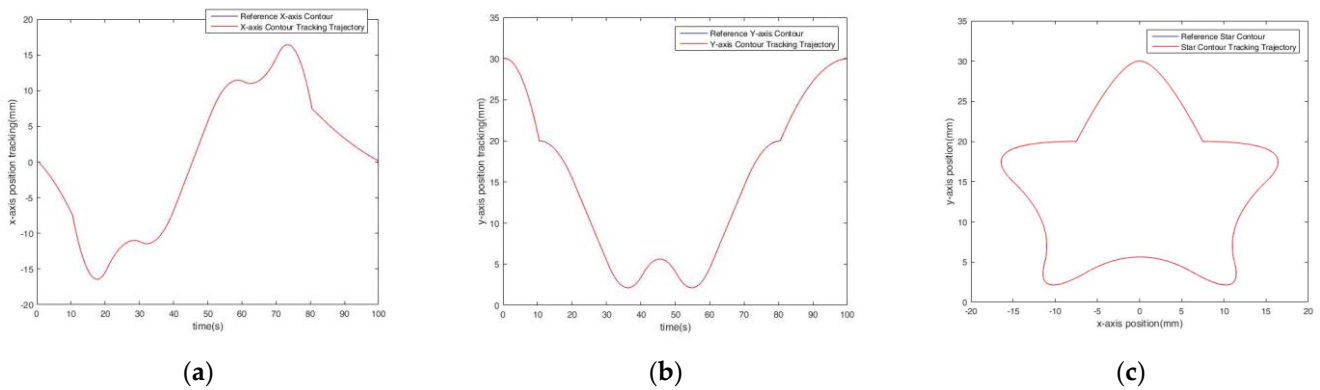 Reference X-axis Contour
X-axis Contour Tracking Trajectory
20
15
10
5
0
-5
-10
-15
-20
x-axis position tracking(mm)
0 10 20 30 40 50 60 70 80 90 100
time(s)
(a)
Reference Y-axis Contour
Y-axis Contour Tracking Trajectory
35
30
25
20
15
10
5
0
y-axis position tracking(mm)
0 10 20 30 40 50 60 70 80 90 100
time(s)
(b)
Reference Star Contour
Star Contour Tracking Trajectory
35
30
25
20
15
10
5
0
y-axis position(mm)
-20 -15 -10 -5 0 5 10 15 20
x-axis position(mm)
(c)